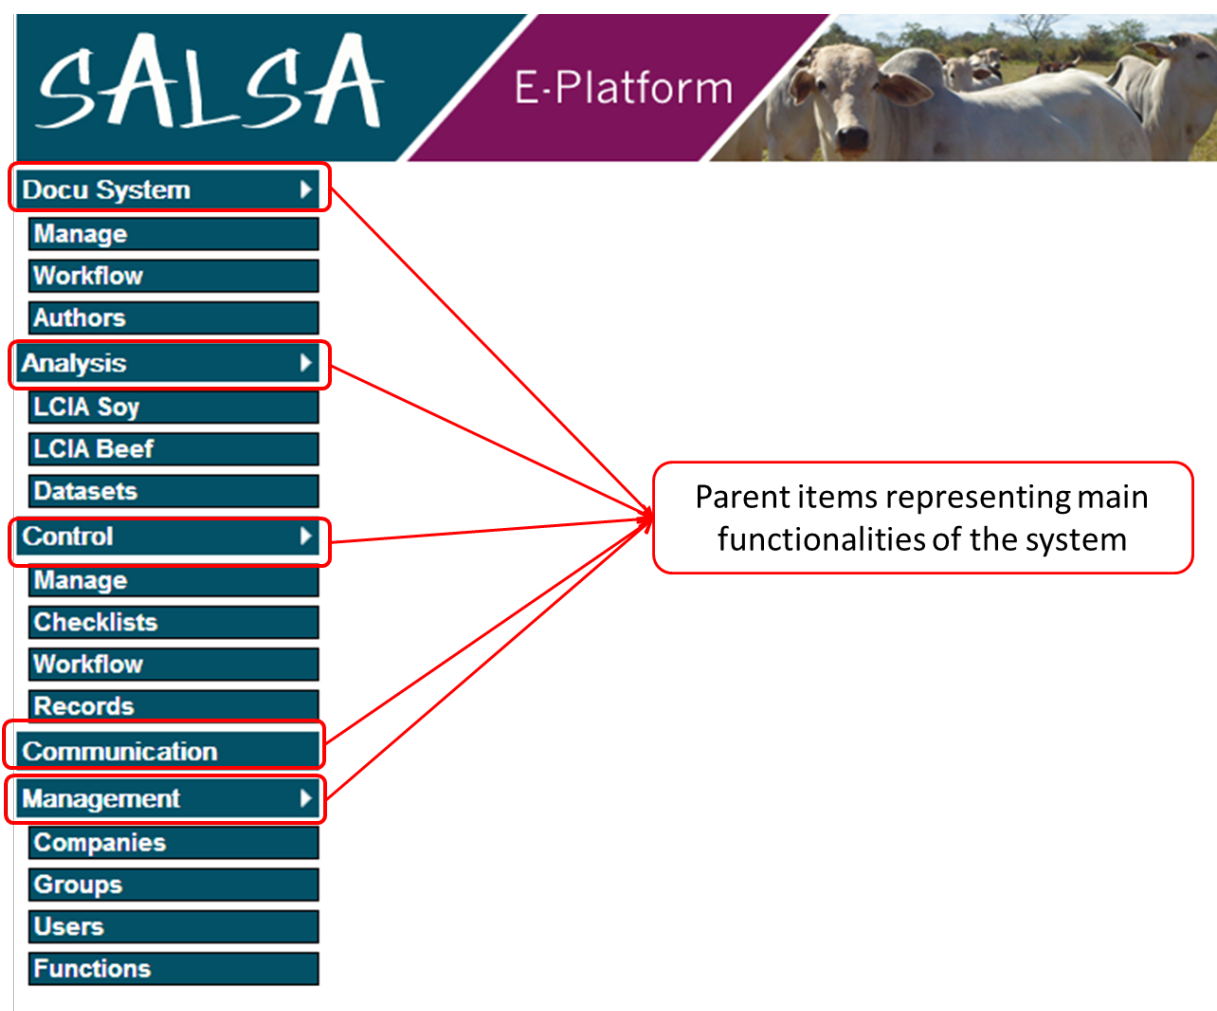 SALSA
E-Platform
Docu System
Manage
Workflow
Authors
Analysis
LCIA Soy
LCIA Beef
Datasets
Control
Manage
Checklists
Workflow
Records
Communication
Management
Companies
Groups
Users
Functions
Parent items representing main
functionalities of the system